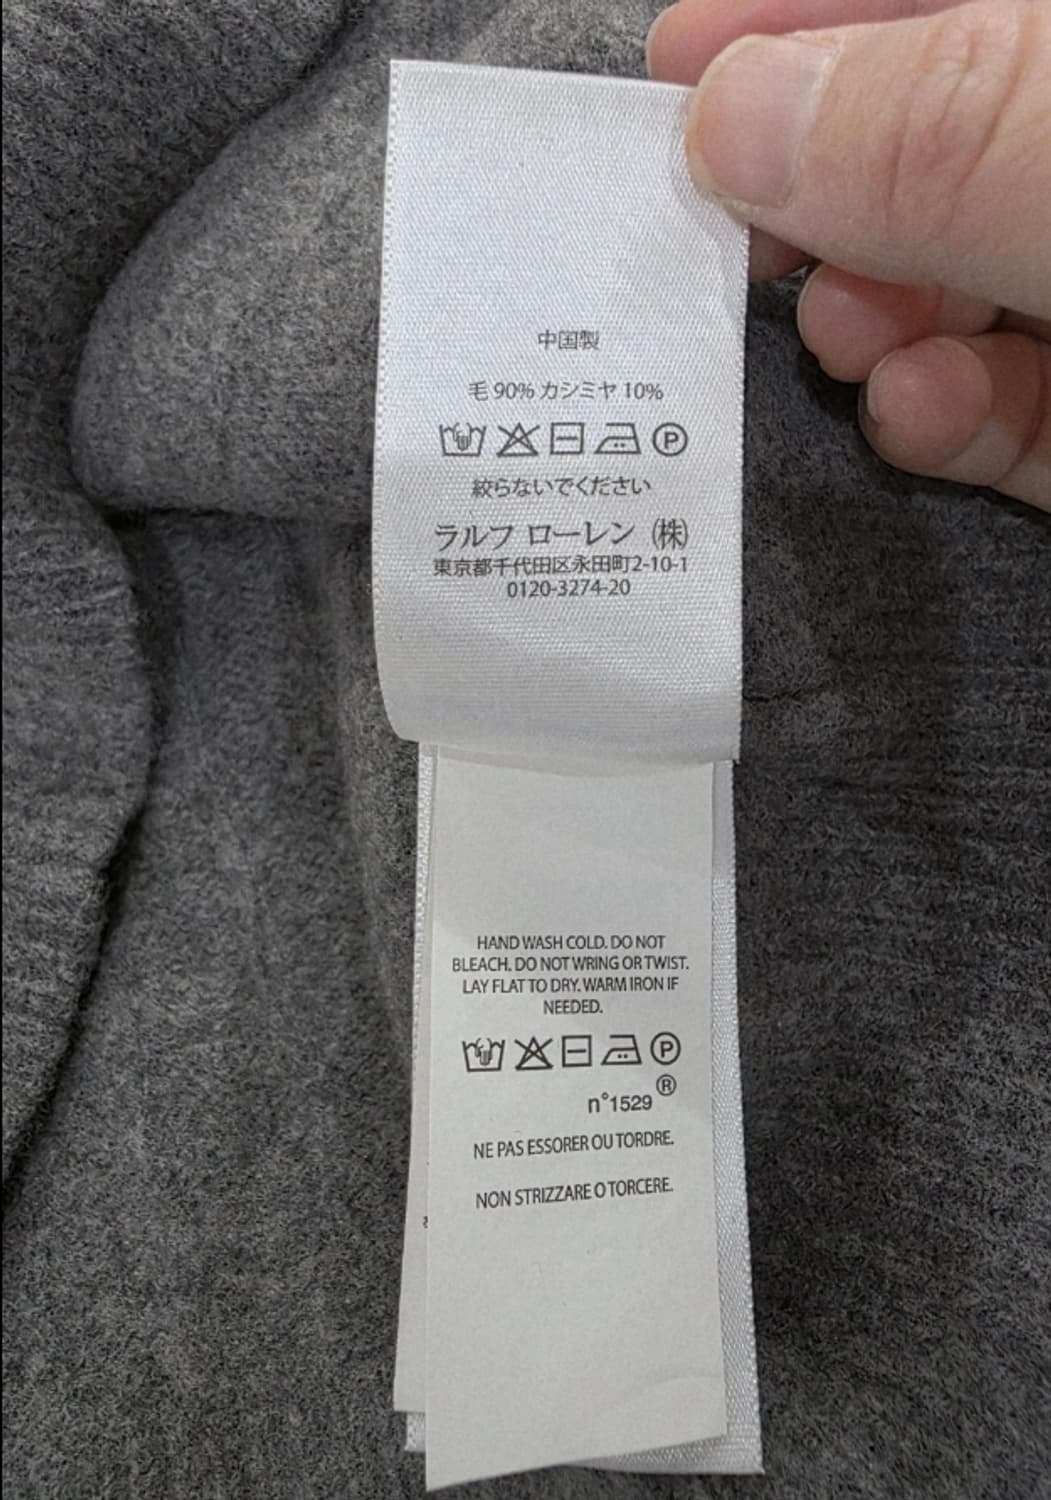 中国製
毛 90% カシミヤ 10%
P
絞らないでください
ラルフ ローレン (株)
東京都千代田区永田町2-10-1
0120-3274-20
HAND WASH COLD. DO NOT
BLEACH. DO NOT WRING OR TWIST.
LAY FLAT TO DRY. WARM IRON IF
NEEDED.
P
n°1529 ®
NE PAS ESSORER OU TORDRE.
NON STRIZZARE O TORCERE.